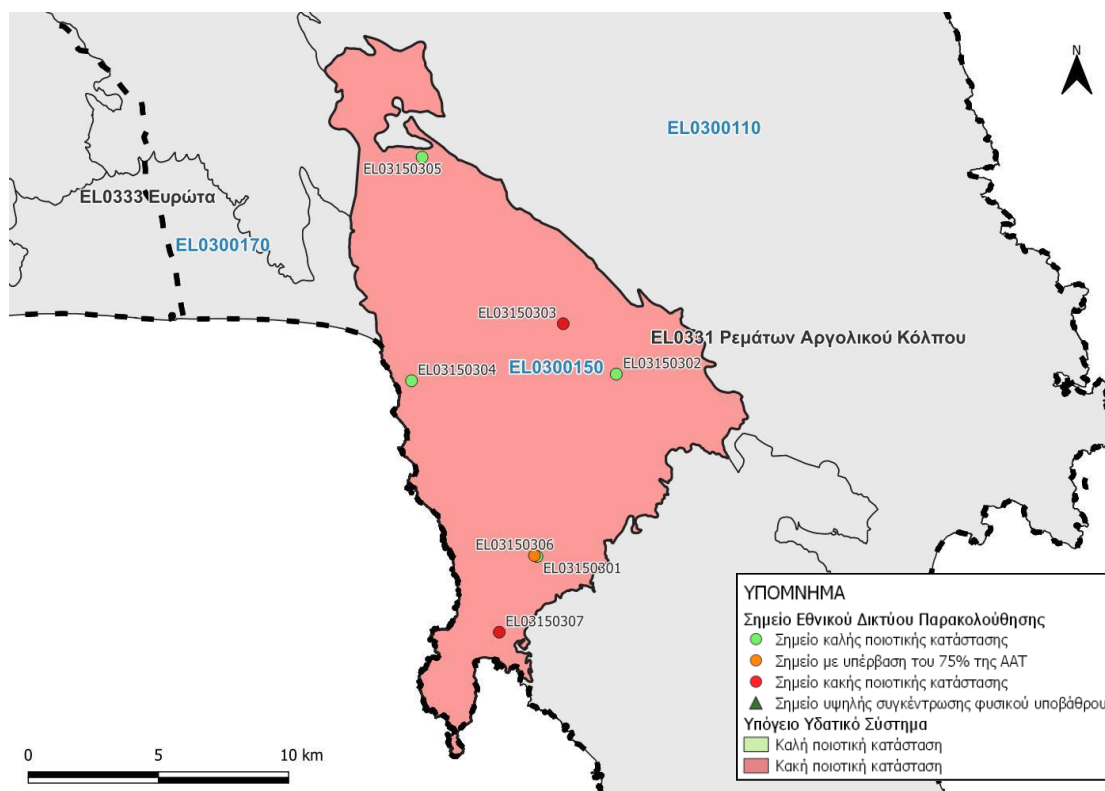 N
EL0300110
EL03150305
EL0333 Ευρώτα
EL0300170
EL03150303
EL0331 Ρεμάτων Αργολικού Κόλπου
EL03150304
EL0300150
EL03150302
EL03150306
EL03150301
EL03150307
ΥΠΟΜΝΗΜΑ
Σημείο Εθνικού Δικτύου Παρακολούθησης
Σημείο καλής ποιοτικής κατάστασης
Σημείο με υπέρβαση του 75% της ΑΑΤ
Σημείο κακής ποιοτικής κατάστασης
Σημείο υψηλής συγκέντρωσης φυσικού υποβάθρου
Υπόγειο Υδατικό Σύστημα
Καλή ποιοτική κατάσταση
Κακή ποιοτική κατάσταση
0 5 10 km